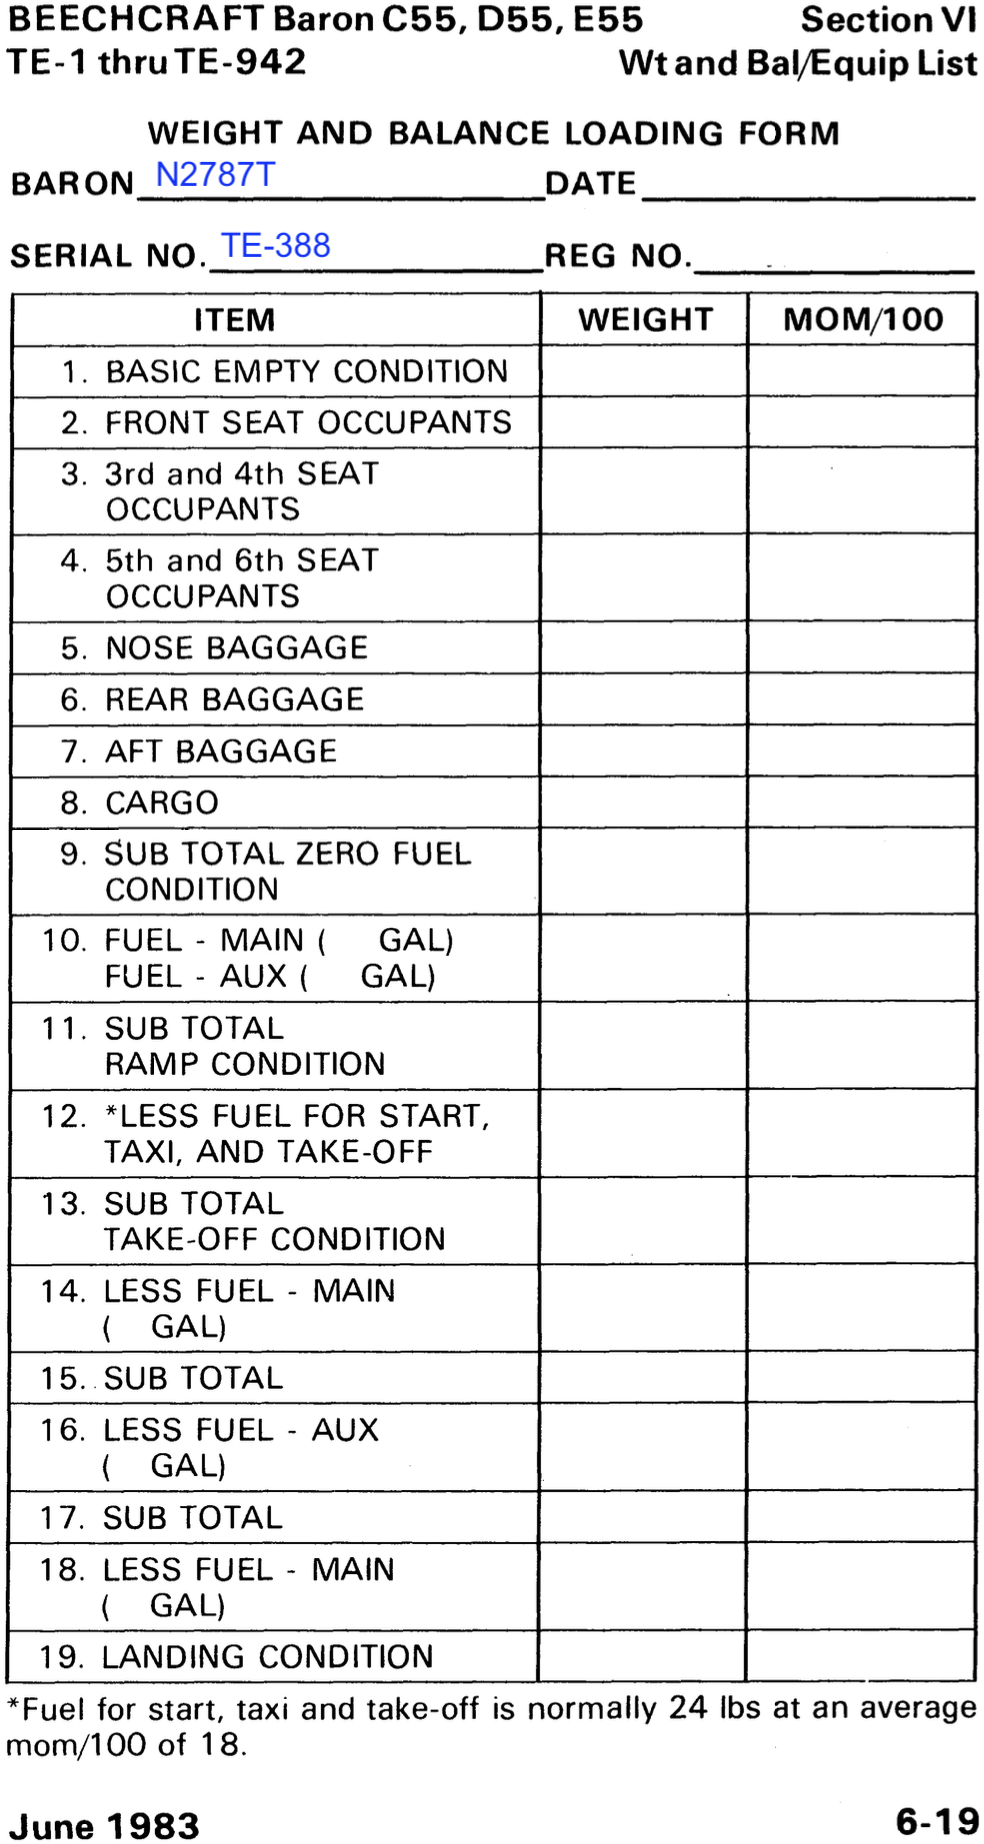 BEECHCRAFT Baron C55, D55, E55 Section VI
TE-1 thru TE-942 Wt and Bal/Equip List
WEIGHT AND BALANCE LOADING FORM
BARON N2787T DATE
SERIAL NO. TE-388 REG NO.
ITEM WEIGHT MOM/100
1. BASIC EMPTY CONDITION
2. FRONT SEAT OCCUPANTS
3. 3rd and 4th SEAT
OCCUPANTS
4. 5th and 6th SEAT
OCCUPANTS
5. NOSE BAGGAGE
6. REAR BAGGAGE
7. AFT BAGGAGE
8. CARGO
9. SUB TOTAL ZERO FUEL
CONDITION
10. FUEL - MAIN ( GAL)
FUEL - AUX ( GAL)
11. SUB TOTAL
RAMP CONDITION
12. *LESS FUEL FOR START,
TAXI, AND TAKE-OFF
13. SUB TOTAL
TAKE-OFF CONDITION
14. LESS FUEL - MAIN
( GAL)
15. SUB TOTAL
16. LESS FUEL - AUX
( GAL)
17. SUB TOTAL
18. LESS FUEL - MAIN
( GAL)
19. LANDING CONDITION
*Fuel for start, taxi and take-off is normally 24 lbs at an average
mom/100 of 18.
June 1983 6-19